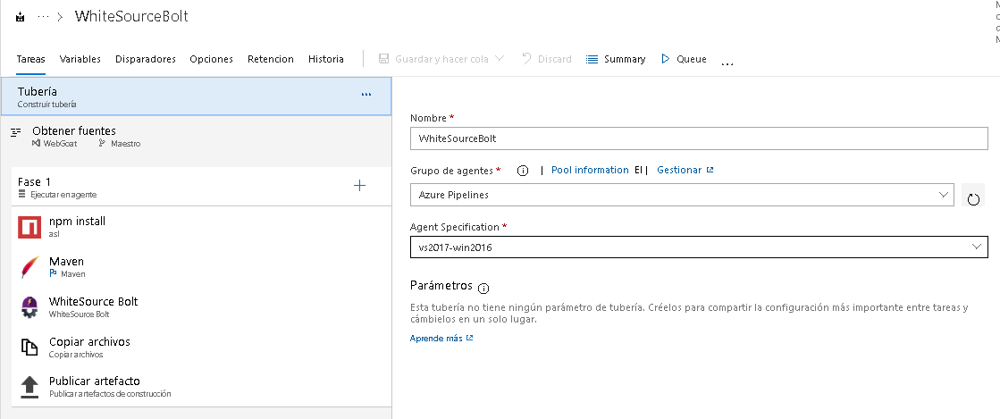 ··· > WhiteSourceBolt
Tareas Variables Disparadores Opciones Retencion Historia Guardar y hacer cola Discard Summary Queue ...
Tubería ...
Construir tubería
Obtener fuentes
WebGoat Maestro
Fase 1 +
Ejecutar en agente
npm install
asl
Maven
Maven
WhiteSource Bolt
WhiteSource Bolt
Copiar archivos
Copiar archivos
Publicar artefacto
Publicar artefactos de construcción
Nombre *
WhiteSourceBolt
Grupo de agentes * | Pool information El | Gestionar
Azure Pipelines
Agent Specification *
vs2017-win2016
Parámetros
Esta tubería no tiene ningún parámetro de tubería. Créelos para compartir la configuración más importante entre tareas y
cámbielos en un solo lugar.
Aprende más